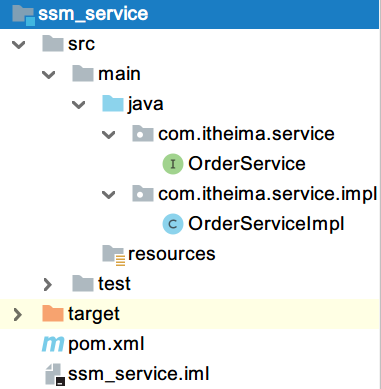 ssm_service
src
main
java
com.itheima.service
I OrderService
com.itheima.service.impl
C OrderServiceImpl
resources
test
target
m pom.xml
ssm_service.iml